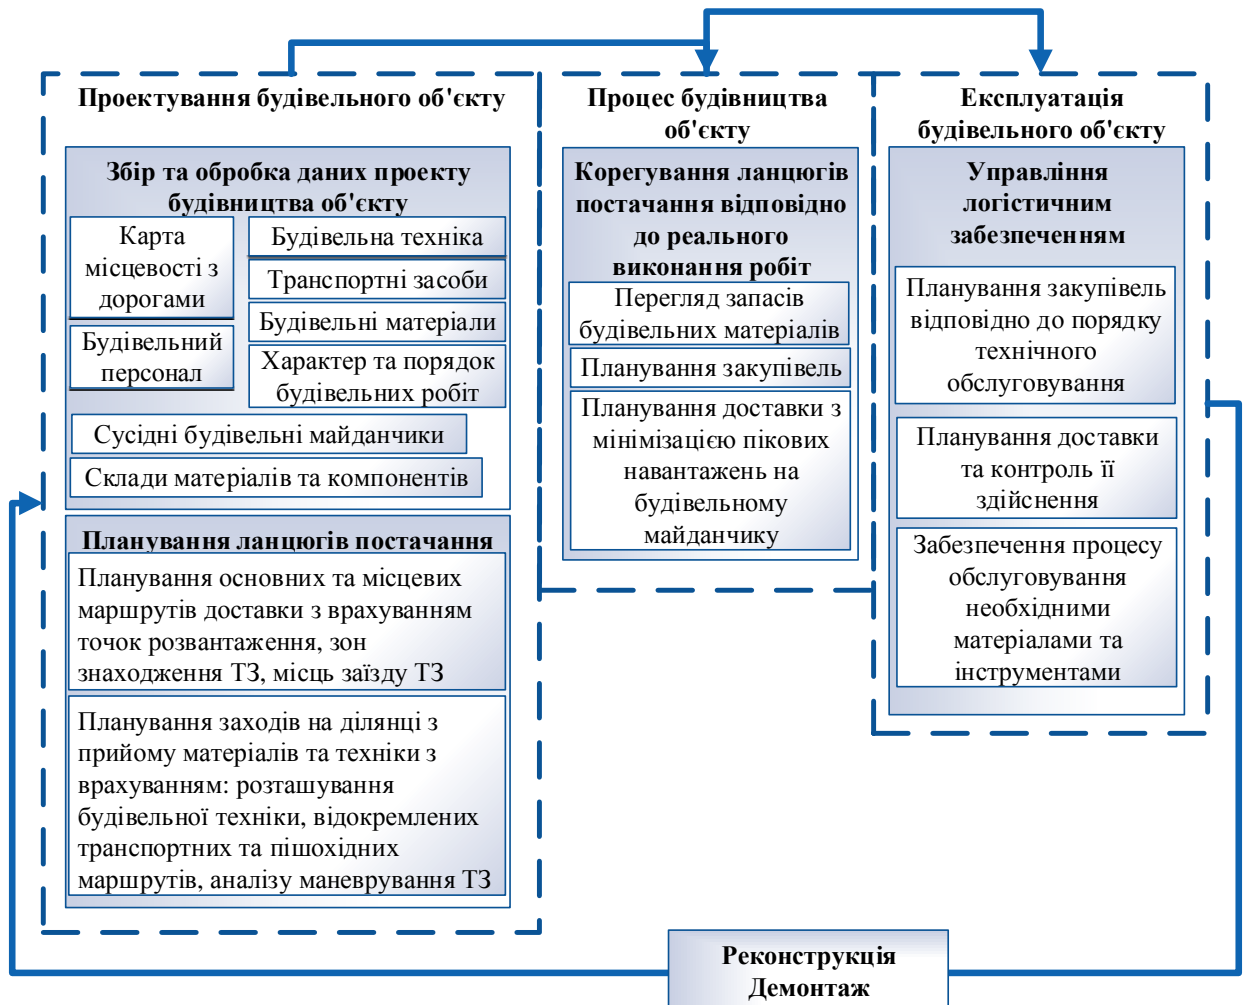 Проектування будівельного об'єкту
Збір та обробка даних проекту
будівництва об'єкту
Карта
місцевості з
дорогами
Будівельний
персонал
Будівельна техніка
Транспортні засоби
Будівельні матеріали
Характер та порядок
будівельних робіт
Сусідні будівельні майданчики
Склади матеріалів та компонентів
Планування ланцюгів постачання
Планування основних та місцевих
маршрутів доставки з врахуванням
точок розвантаження, зон
знаходження ТЗ, місць заїзду ТЗ
Планування заходів на ділянці з
прийому матеріалів та техніки з
врахуванням: розташування
будівельної техніки, відокремлених
транспортних та пішохідних
маршрутів, аналізу маневрування ТЗ
Процес будівництва
об'єкту
Корегування ланцюгів
постачання відповідно
до реального
виконання робіт
Перегляд запасів
будівельних матеріалів
Планування закупівель
Планування доставки з
мінімізацією пікових
навантажень на
будівельному
майданчику
Експлуатація
будівельного об'єкту
Управління
логістичним
забезпеченням
Планування закупівель
відповідно до порядку
технічного
обслуговування
Планування доставки
та контроль її
здійснення
Забезпечення процесу
обслуговування
необхідними
матеріалами та
інструментами
Реконструкція
Демонтаж